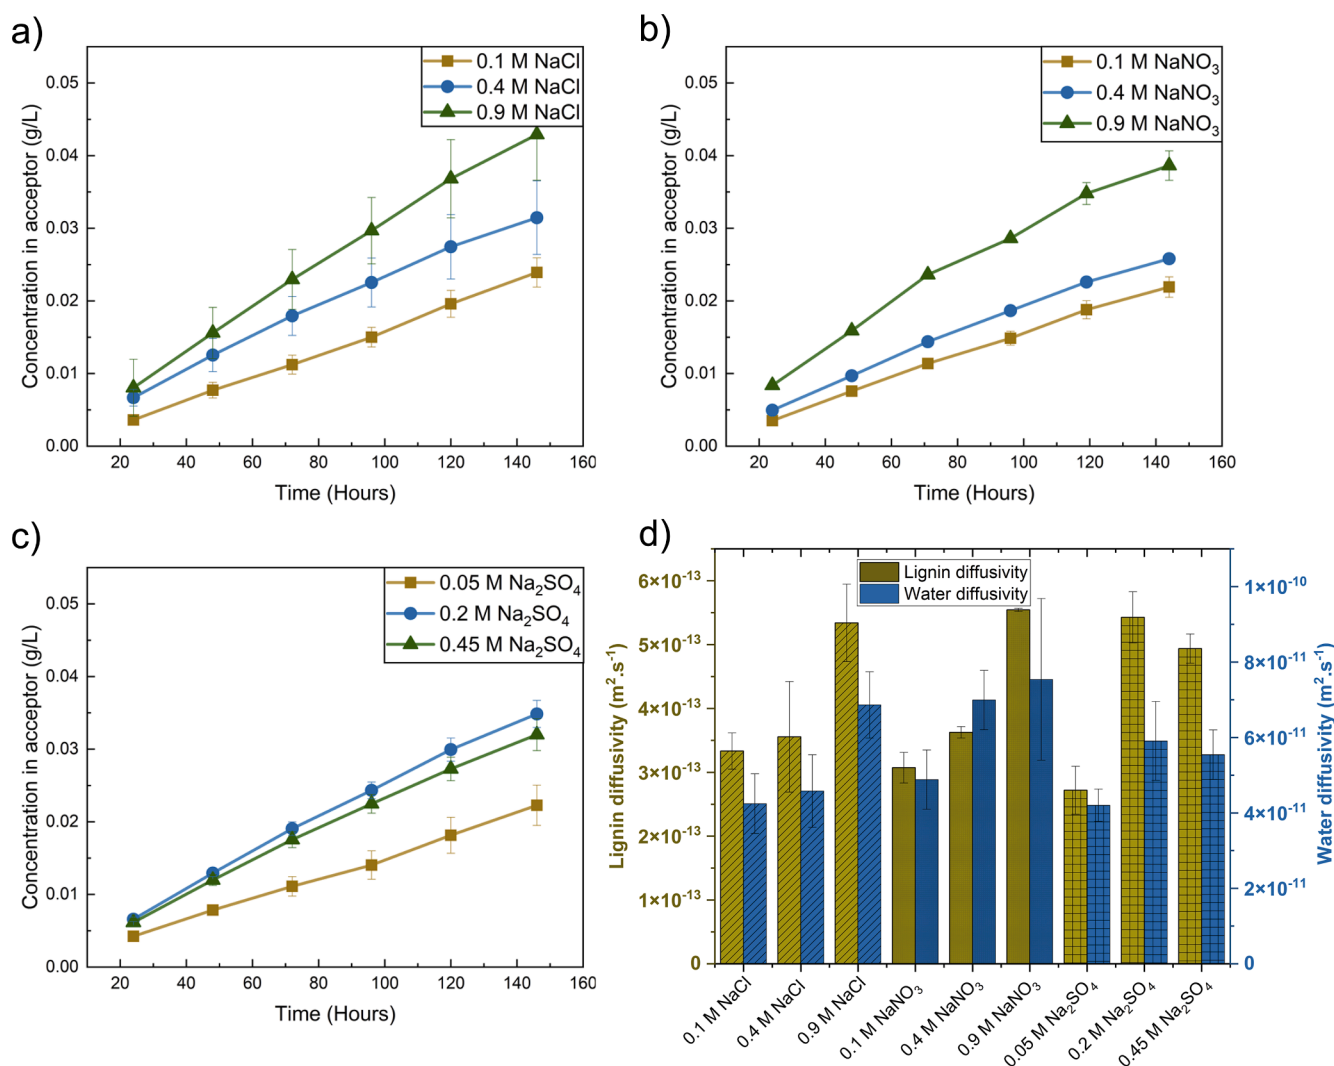 a)
0.1 M NaCl
0.4 M NaCl
0.9 M NaCl
Concentration in acceptor (g/L)
0.05
0.04
0.03
0.02
0.01
0.00
20 40 60 80 100 120 140 160
Time (Hours)
b)
0.1 M NaNO₃
0.4 M NaNO₃
0.9 M NaNO₃
Concentration in acceptor (g/L)
0.05
0.04
0.03
0.02
0.01
0.00
20 40 60 80 100 120 140 160
Time (Hours)
c)
0.05 M Na₂SO₄
0.2 M Na₂SO₄
0.45 M Na₂SO₄
Concentration in acceptor (g/L)
0.05
0.04
0.03
0.02
0.01
0.00
20 40 60 80 100 120 140 160
Time (Hours)
d)
Lignin diffusivity
Water diffusivity
Lignin diffusivity (m².s⁻¹)
6×10⁻¹³
5×10⁻¹³
4×10⁻¹³
3×10⁻¹³
2×10⁻¹³
1×10⁻¹³
0
Water diffusivity (m².s⁻¹)
1×10⁻¹⁰
8×10⁻¹¹
6×10⁻¹¹
4×10⁻¹¹
2×10⁻¹¹
0
0.1 M NaCl
0.4 M NaCl
0.9 M NaCl
0.1 M NaNO₃
0.4 M NaNO₃
0.9 M NaNO₃
0.05 M Na₂SO₄
0.2 M Na₂SO₄
0.45 M Na₂SO₄